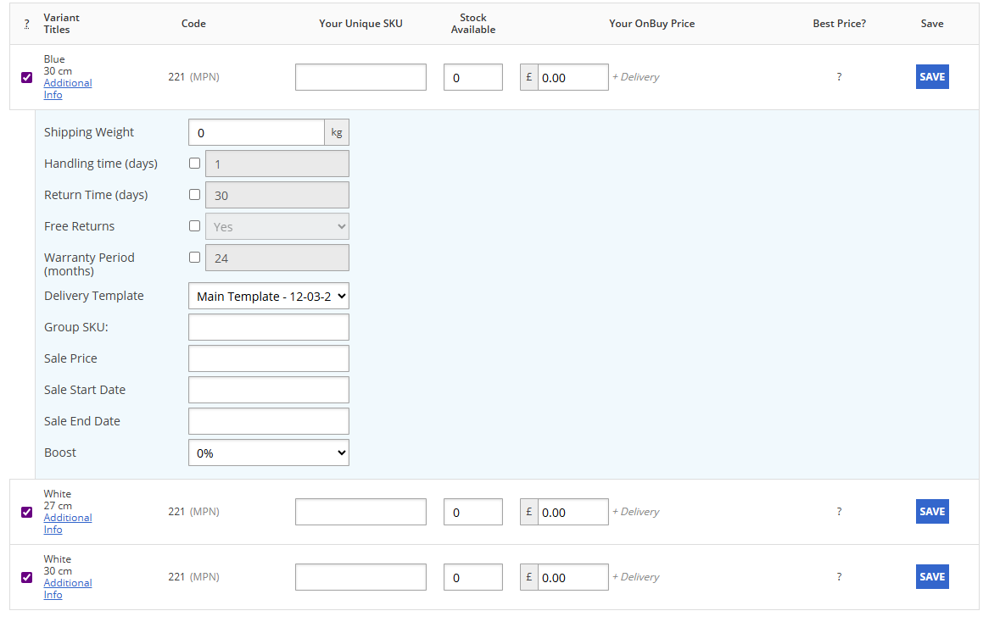 ?
Variant
Titles
Code
Your Unique SKU
Stock
Available
Your OnBuy Price
Best Price?
Save
Blue
30 cm
Additional
Info
221 (MPN)
0
£ 0.00
+ Delivery
?
SAVE
Shipping Weight
0
kg
Handling time (days)
1
Return Time (days)
30
Free Returns
Yes
Warranty Period
(months)
24
Delivery Template
Main Template - 12-03-2
Group SKU:
Sale Price
Sale Start Date
Sale End Date
Boost
0%
White
27 cm
Additional
Info
221 (MPN)
0
£ 0.00
+ Delivery
?
SAVE
White
30 cm
Additional
Info
221 (MPN)
0
£ 0.00
+ Delivery
?
SAVE